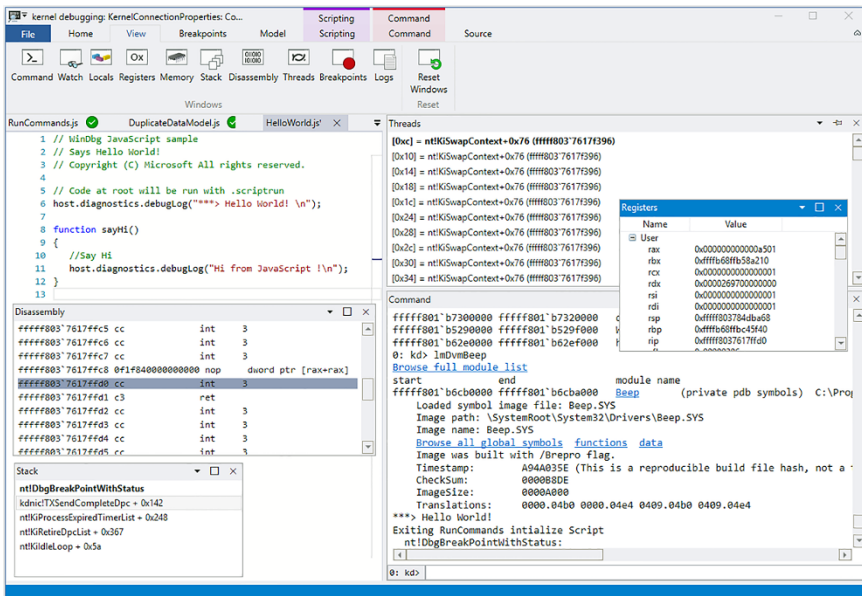 kernel debugging: KernelConnectionProperties: Co...
Scripting
Command
File
Home
View
Breakpoints
Model
Scripting
Command
Source
Command
Watch
Locals
Registers
Memory
Stack
Disassembly
Threads
Breakpoints
Logs
Reset
Windows
Windows
Reset
RunCommands.js
DuplicateDataModel.js
HelloWorld.js*
1 // WinDbg JavaScript sample
2 // Says Hello World!
3 // Copyright (C) Microsoft All rights reserved.
4
5 // Code at root will be run with .scriptrun
6 host.diagnostics.debugLog("***> Hello World! \n");
7
8 function sayHi()
9 {
10 //Say Hi
11 host.diagnostics.debugLog("Hi from JavaScript !\n");
12 }
13
Disassembly
fffff803`7617ffc5 cc int 3
fffff803`7617ffc6 cc int 3
fffff803`7617ffc7 cc int 3
fffff803`7617ffc8 0f1f840000000000 nop dword ptr [rax+rax]
fffff803`7617ffd0 cc int 3
fffff803`7617ffd1 c3 ret
fffff803`7617ffd2 cc int 3
fffff803`7617ffd3 cc int 3
fffff803`7617ffd4 cc int 3
fffff803`7617ffd5 cc int 3
Stack
nt!DbgBreakPointWithStatus
kdnic!TXSendCompleteDpc + 0x142
nt!KiProcessExpiredTimerList + 0x248
nt!KiRetireDpcList + 0x367
nt!KiIdleLoop + 0x5a
Threads
[0xc] = nt!KiSwapContext+0x76 (fffff803`7617f396)
[0x10] = nt!KiSwapContext+0x76 (fffff803`7617f396)
[0x14] = nt!KiSwapContext+0x76 (fffff803`7617f396)
[0x18] = nt!KiSwapContext+0x76 (fffff803`7617f396)
[0x1c] = nt!KiSwapContext+0x76 (fffff803`7617f396)
[0x24] = nt!KiSwapContext+0x76 (fffff803`7617f396)
[0x28] = nt!KiSwapContext+0x76 (fffff803`7617f396)
[0x2c] = nt!KiSwapContext+0x76 (fffff803`7617f396)
[0x30] = nt!KiSwapContext+0x76 (fffff803`7617f396)
[0x34] = nt!KiSwapContext+0x76 (fffff803`7617f396)
Registers
Name Value
User
rax 0x000000000000a501
rbx 0xffffb68ffb58a210
rcx 0x0000000000000001
rdx 0x0000269700000000
rsi 0x0000000000000001
rdi 0x0000000000000001
rsp 0xfffff803784dba68
rbp 0xffffb68ffbc45f40
rip 0xfffff8037617ffd0
Command
fffff801`b7300000 fffff801`b7320000
fffff801`b5290000 fffff801`b529f000
fffff801`b62e0000 fffff801`b62ef000
0: kd> lmDvmBeep
Browse full module list
start end module name
fffff801`b6cb0000 fffff801`b6cba000 Beep (private pdb symbols)
Loaded symbol image file: Beep.SYS
Image path: \SystemRoot\System32\Drivers\Beep.SYS
Image name: Beep.SYS
Browse all global symbols functions data
Image was built with /Brepro flag.
Timestamp: A94A035E (This is a reproducible build file hash, not a
CheckSum: 0000B8DE
ImageSize: 0000A000
Translations: 0000.04b0 0000.04e4 0409.04b0 0409.04e4
***> Hello World!
Exiting RunCommands intialize Script
nt!DbgBreakPointWithStatus:
0: kd>